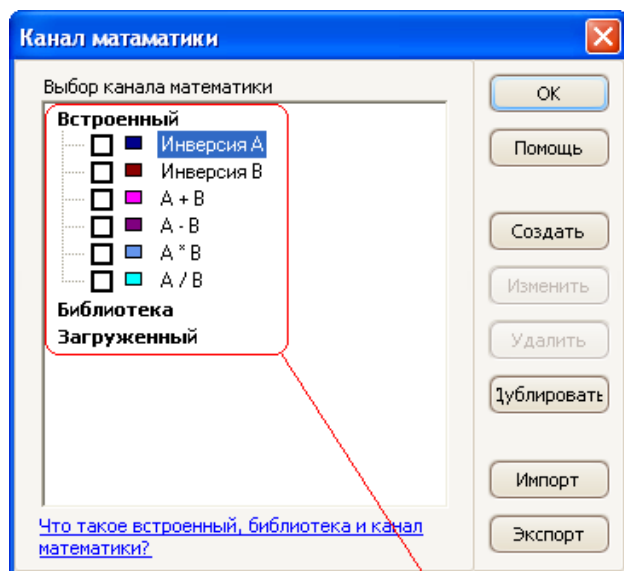 Канал матаматики
Выбор канала математики
Встроенный
Инверсия A
Инверсия B
A + B
A - B
A * B
A / B
Библиотека
Загруженный
Что такое встроенный, библиотека и канал
математики?
OK
Помощь
Создать
Изменить
Удалить
Дублировать
Импорт
Экспорт